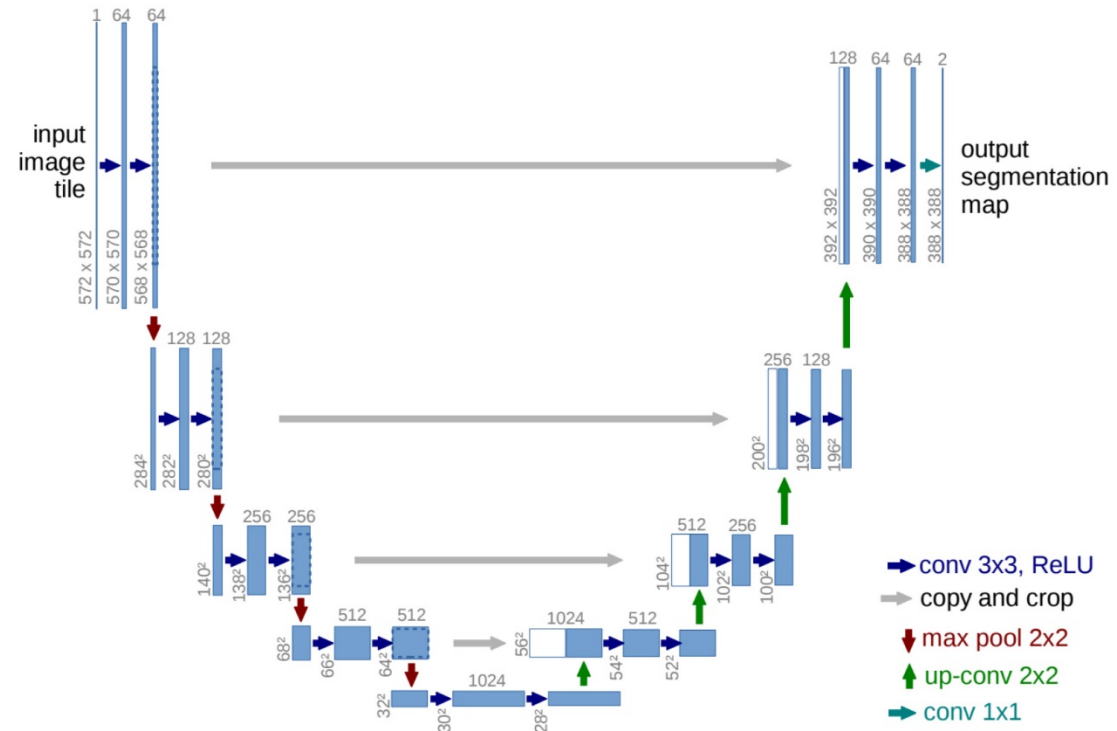 1 64 64
input
image
tile
572 x 572
570 x 570
568 x 568
128 64 64 2
output
segmentation
map
392 x 392
390 x 390
388 x 388
388 x 388
128 128
284²
282²
280²
256 128
200²
198²
196²
256 256
140²
138²
136²
512 256
104²
102²
100²
512 512
68²
66²
64²
1024 512
56²
54²
52²
1024
32²
30²
28²
conv 3x3, ReLU
copy and crop
max pool 2x2
up-conv 2x2
conv 1x1